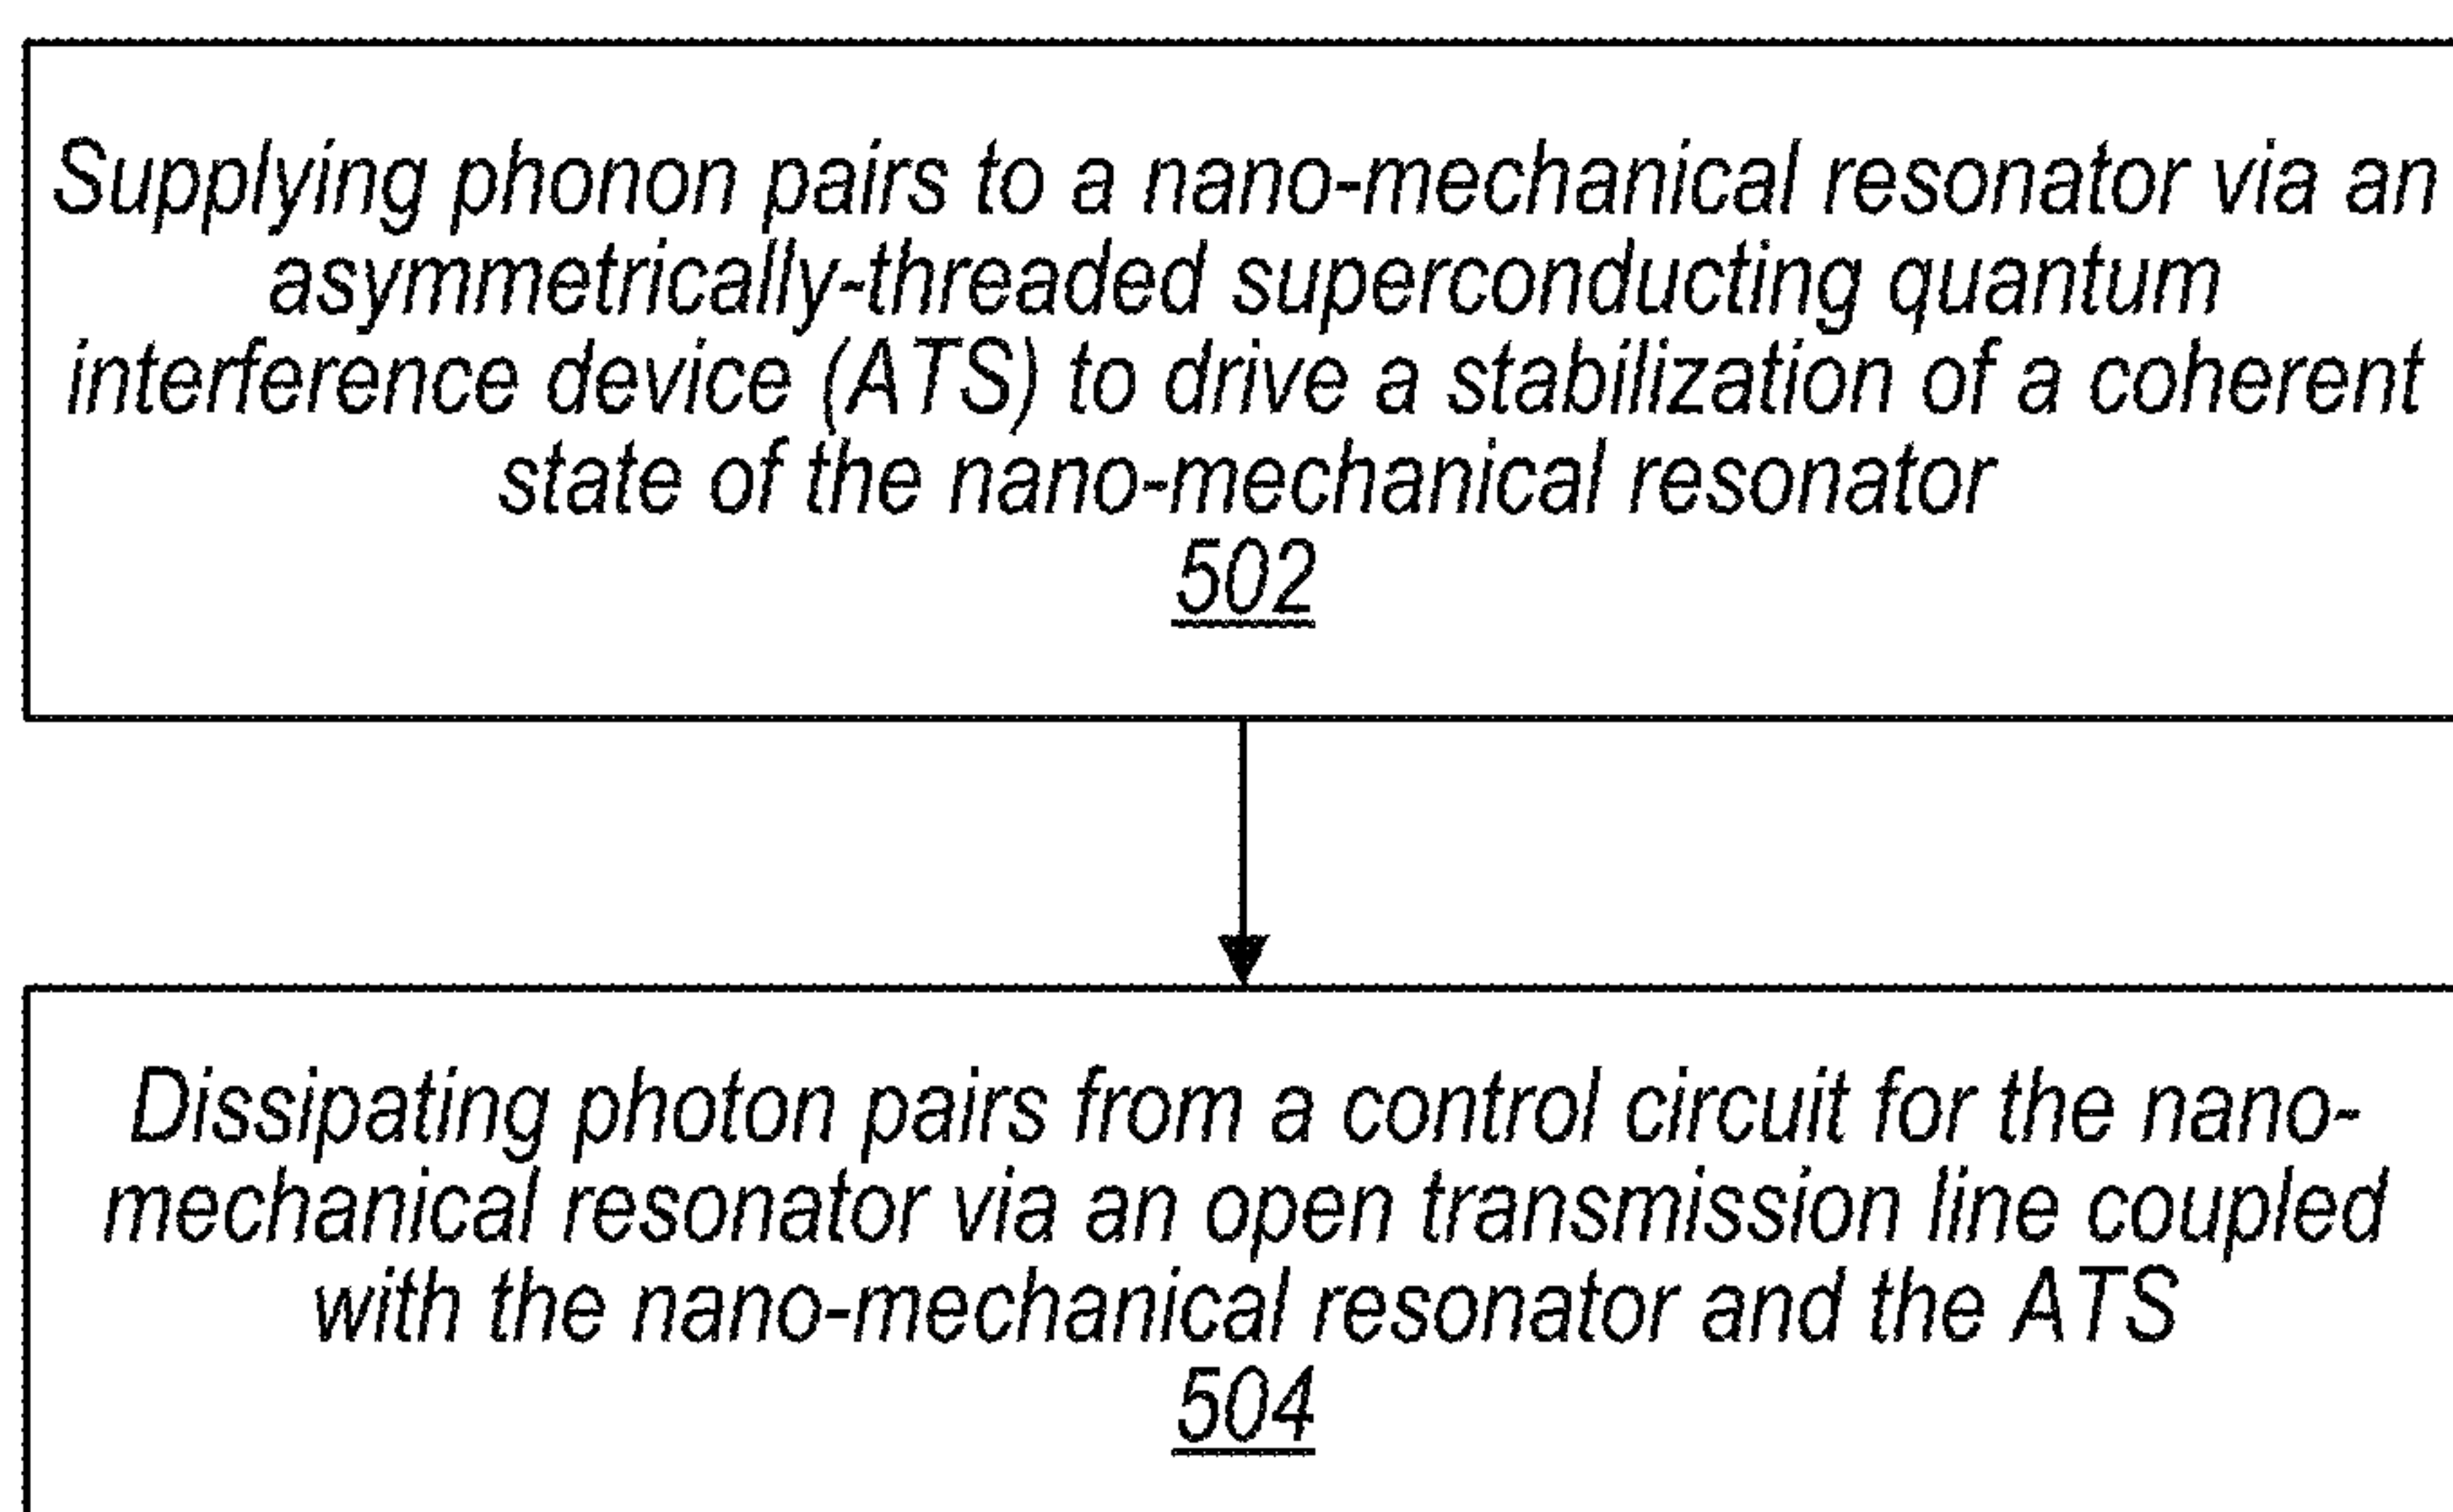 Supplying phonon pairs to a nano-mechanical resonator via an
asymmetrically-threaded superconducting quantum
interference device (ATS) to drive a stabilization of a coherent
state of the nano-mechanical resonator
502
Dissipating photon pairs from a control circuit for the nano-
mechanical resonator via an open transmission line coupled
with the nano-mechanical resonator and the ATS
504